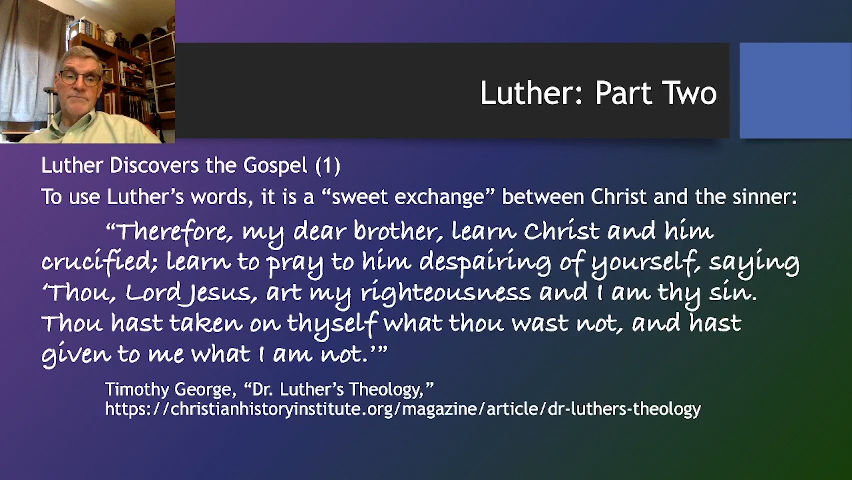 Luther: Part Two
Luther Discovers the Gospel (1)
To use Luther’s words, it is a “sweet exchange” between Christ and the sinner:
“Therefore, my dear brother, learn Christ and him
crucified; learn to pray to him despairing of yourself, saying
‘Thou, Lord Jesus, art my righteousness and I am thy sin.
Thou hast taken on thyself what thou wast not, and hast
given to me what I am not.’”
Timothy George, “Dr. Luther’s Theology,”
https://christianhistoryinstitute.org/magazine/article/dr-luthers-theology